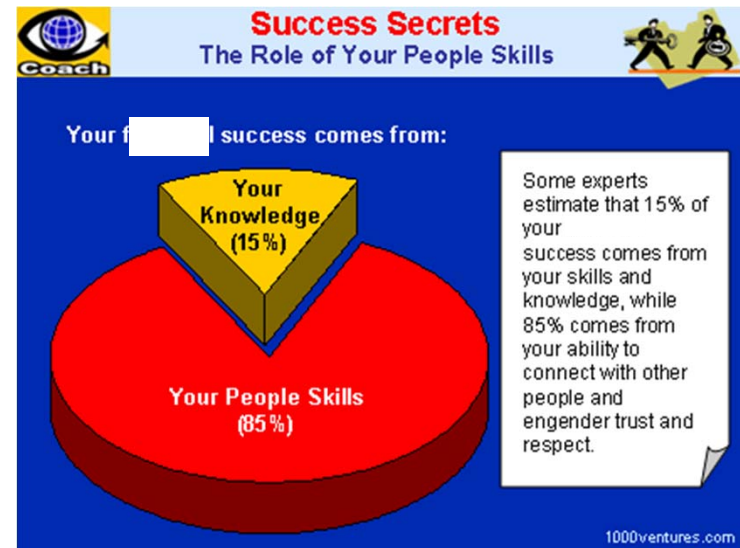 Coach
Success Secrets
The Role of Your People Skills
Your f l success comes from:
Your
Knowledge
(15%)
Your People Skills
(85%)
Some experts
estimate that 15% of
your
success comes from
your skills and
knowledge, while
85% comes from
your ability to
connect with other
people and
engender trust and
respect.
1000ventures.com